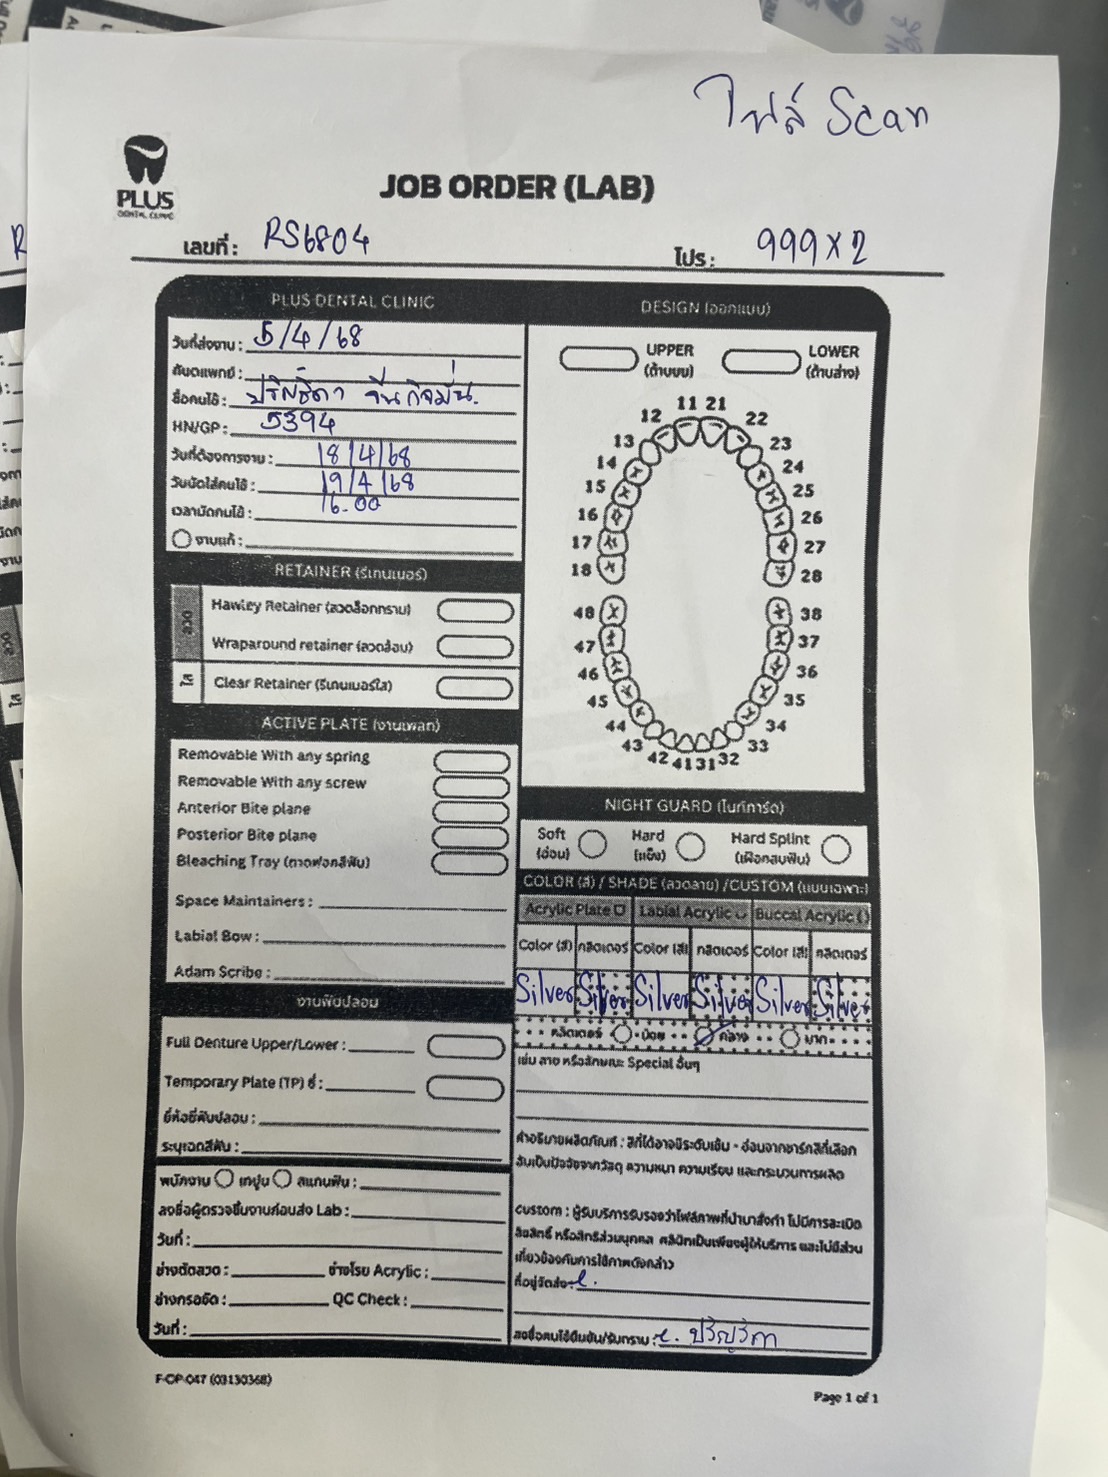 ไฟล์ Scan
PLUS
DENTAL CLINIC
JOB ORDER (LAB)
เลขที่ : RS6804
โปร : 999 x 2
PLUS DENTAL CLINIC
วันที่ส่งงาน : 5/4/68
ทันตแพทย์ :
ชื่อคนไข้ :
HN/GP : 5394
วันที่ต้องการงาน : 18/4/68
วันนัดใส่คนไข้ : 19/4/68
เวลานัดคนไข้ : 16.00
งานแก้ :
RETAINER (รีเทนเนอร์)
ลวด
Hawley Retainer (ลวดล็อกกราม)
Wraparound retainer (ลวดล้อม)
ใส
Clear Retainer (รีเทนเนอร์ใส)
ACTIVE PLATE (งานเพลท)
Removable With any spring
Removable With any screw
Anterior Bite plane
Posterior Bite plane
Bleaching Tray (ถาดฟอกสีฟัน)
Space Maintainers :
Labial Bow :
Adam Scribe :
งานฟันปลอม
Full Denture Upper/Lower :
Temporary Plate (TP) ซี่ :
ยี่ห้อซี่ฟันปลอม :
ระบุเฉดสีฟัน :
พนักงาน เทปูน สแกนฟัน :
ลงชื่อผู้ตรวจชิ้นงานก่อนส่ง Lab :
วันที่ :
ช่างดัดลวด : ช่างโรย Acrylic :
ช่างกรอขัด : QC Check :
วันที่ :
DESIGN (ออกแบบ)
UPPER
(ด้านบน)
LOWER
(ด้านล่าง)
11 21
12 22
13 23
14 24
15 25
16 26
17 27
18 28
48 38
47 37
46 36
45 35
44 34
43 33
42 41 31 32
NIGHT GUARD (ไนท์การ์ด)
Soft
(อ่อน)
Hard
(แข็ง)
Hard Splint
(เฝือกสบฟัน)
COLOR (สี) / SHADE (ลวดลาย) /CUSTOM (แบบเฉพาะ)
Acrylic Plate Labial Acrylic Buccal Acrylic
Color (สี) กลิตเตอร์ Color (สี) กลิตเตอร์ Color (สี) กลิตเตอร์
Silver Silver Silver Silver Silver Silver
กลิตเตอร์ น้อย กลาง มาก
เช่น ลาย หรือลักษณะ Special อื่นๆ
คำอธิบายผลิตภัณฑ์ : สีที่ได้อาจมีระดับเข้ม - อ่อนจากชาร์ทสีที่เลือก
อันเป็นปัจจัยจากวัสดุ ความหนา ความเรียบ และกระบวนการผลิต
custom : ผู้รับบริการรับรองว่าไฟล์ภาพที่นำมาสั่งทำ ไม่มีการละเมิด
ลิขสิทธิ์ หรือสิทธิส่วนบุคคล คลินิกเป็นเพียงผู้ให้บริการ และไม่มีส่วน
เกี่ยวข้องกับการใช้ภาพดังกล่าว
ที่อยู่จัดส่ง
ลงชื่อคนไข้ยืนยัน/รับทราบ :
F-OP-047 (03130368)
Page 1 of 1